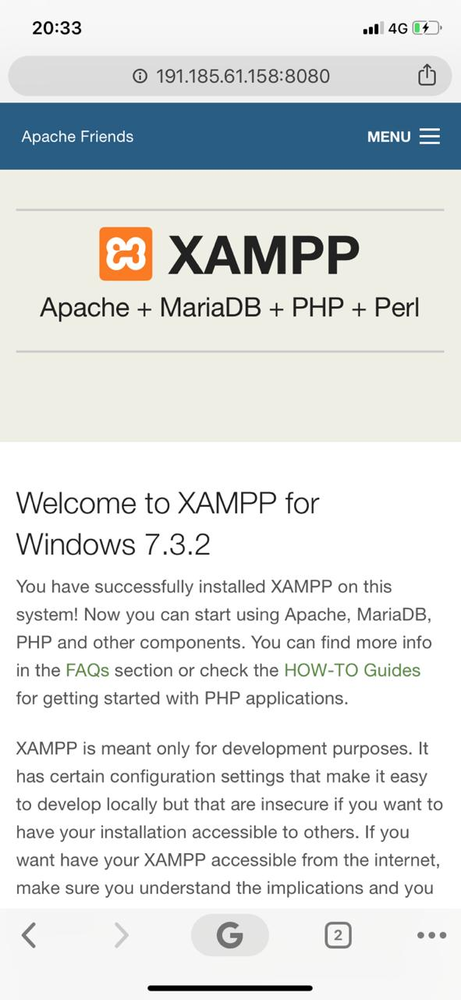 20:33
4G
191.185.61.158:8080
Apache Friends
MENU
XAMPP
Apache + MariaDB + PHP + Perl
Welcome to XAMPP for
Windows 7.3.2
You have successfully installed XAMPP on this
system! Now you can start using Apache, MariaDB,
PHP and other components. You can find more info
in the FAQs section or check the HOW-TO Guides
for getting started with PHP applications.
XAMPP is meant only for development purposes. It
has certain configuration settings that make it easy
to develop locally but that are insecure if you want to
have your installation accessible to others. If you
want have your XAMPP accessible from the internet,
make sure you understand the implications and you
G
2